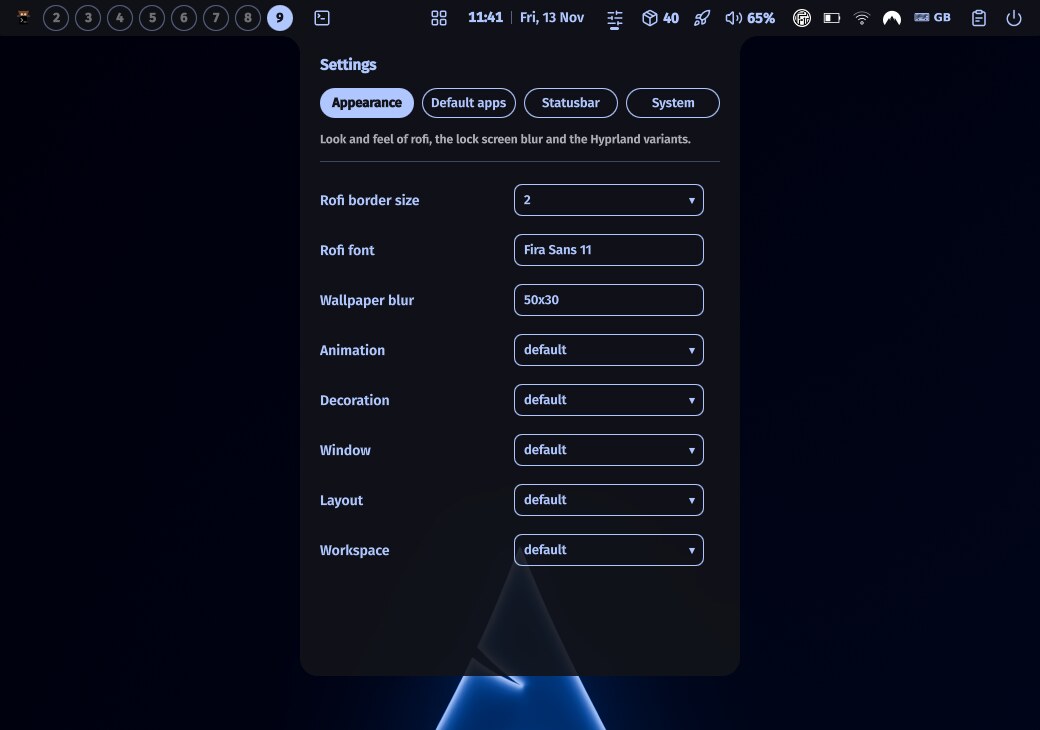 2 3 4 5 6 7 8 9 11:41 Fri, 13 Nov 40 65% GB
Settings
Appearance Default apps Statusbar System
Look and feel of rofi, the lock screen blur and the Hyprland variants.
Rofi border size 2
Rofi font Fira Sans 11
Wallpaper blur 50x30
Animation default
Decoration default
Window default
Layout default
Workspace default